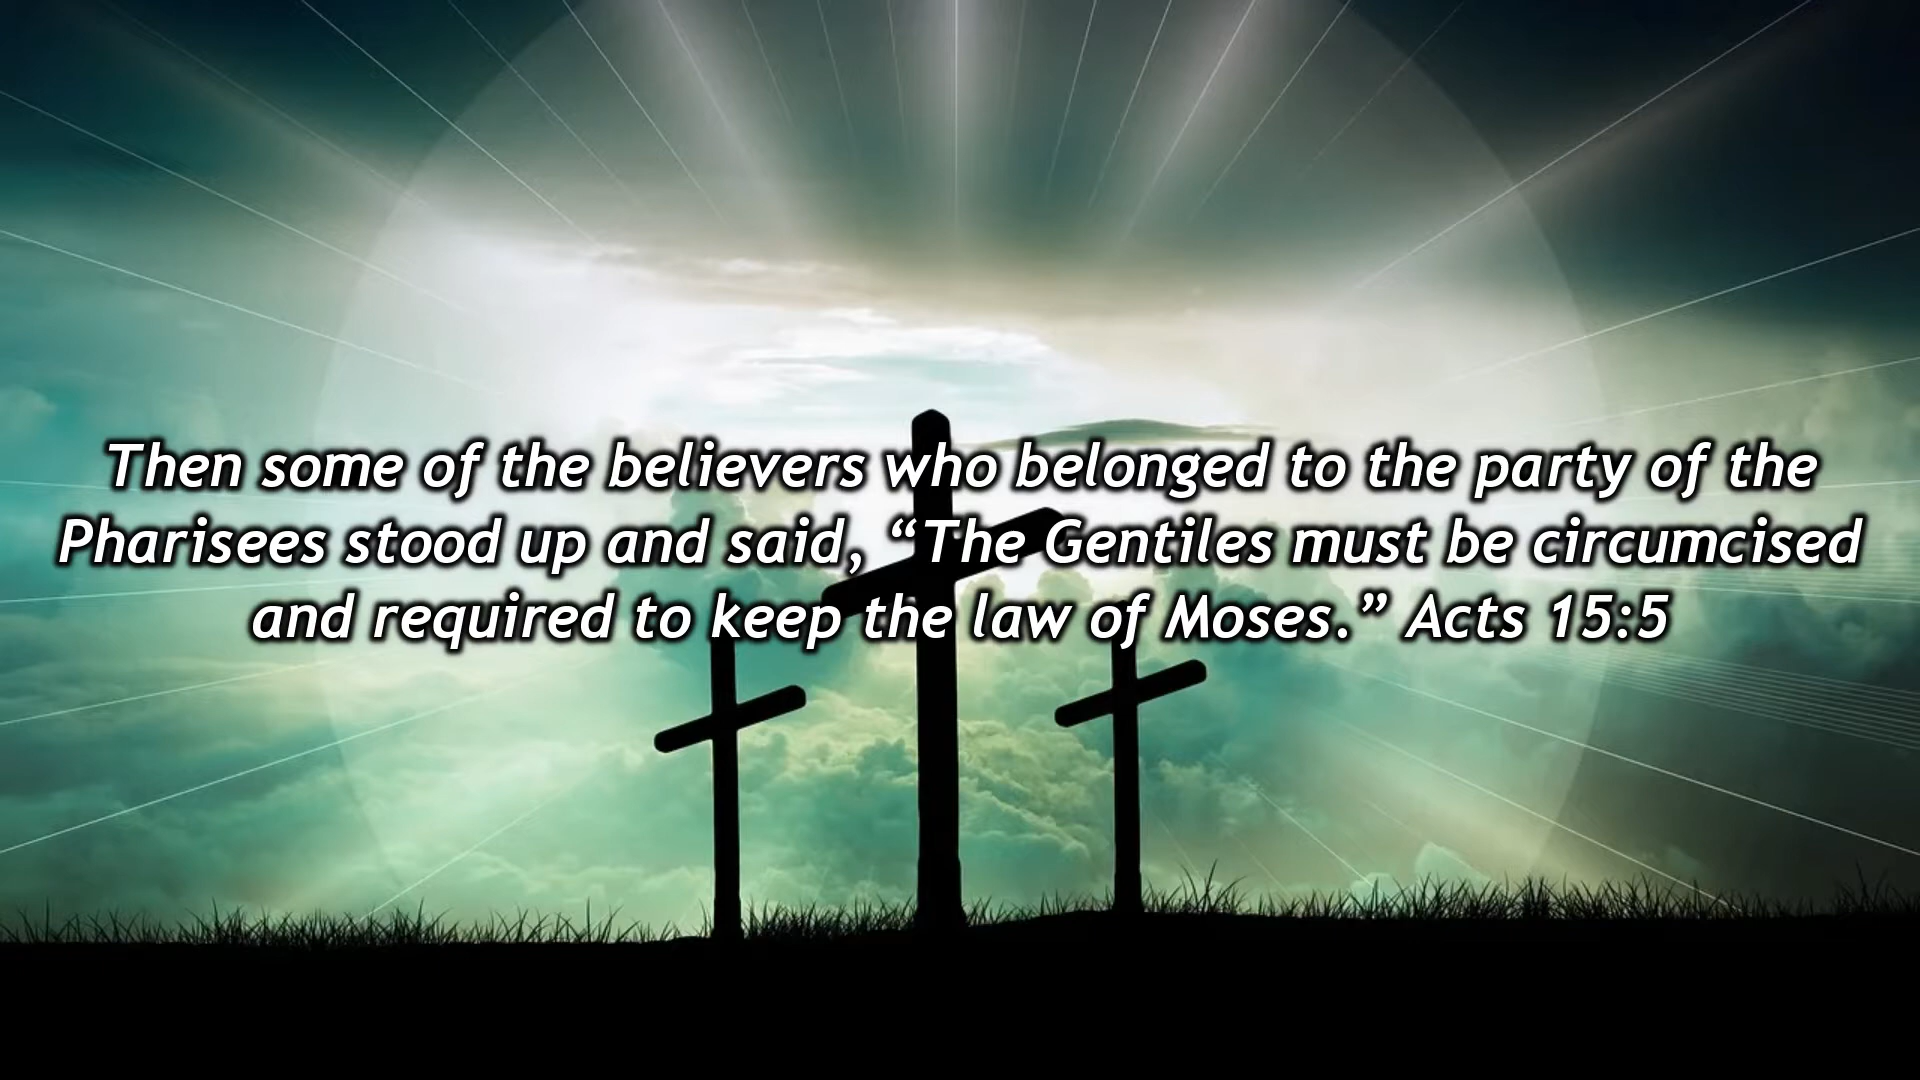 Then some of the believers who belonged to the party of the
Pharisees stood up and said, “The Gentiles must be circumcised
and required to keep the law of Moses.” Acts 15:5